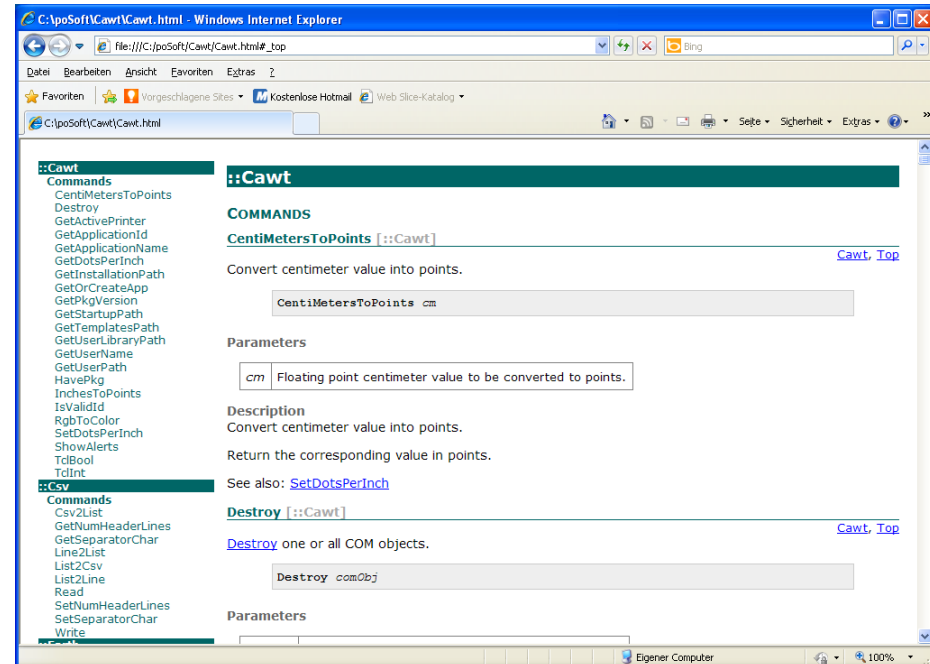 C:\poSoft\Cawt\Cawt.html - Windows Internet Explorer
file:///C:/poSoft/Cawt/Cawt.html#_top
Bing
Datei Bearbeiten Ansicht Favoriten Extras ?
Favoriten Vorgeschlagene Sites Kostenlose Hotmail Web Slice-Katalog
C:\poSoft\Cawt\Cawt.html
Seite Sicherheit Extras
::Cawt
Commands
CentiMetersToPoints
Destroy
GetActivePrinter
GetApplicationId
GetApplicationName
GetDotsPerInch
GetInstallationPath
GetOrCreateApp
GetPkgVersion
GetStartupPath
GetTemplatesPath
GetUserLibraryPath
GetUserName
GetUserPath
HavePkg
InchesToPoints
IsValidId
RgbToColor
SetDotsPerInch
ShowAlerts
TclBool
TclInt
::Csv
Commands
Csv2List
GetNumHeaderLines
GetSeparatorChar
Line2List
List2Csv
List2Line
Read
SetNumHeaderLines
SetSeparatorChar
Write
::Cawt
COMMANDS
CentiMetersToPoints [::Cawt]
Cawt, Top
Convert centimeter value into points.
CentiMetersToPoints cm
Parameters
cm Floating point centimeter value to be converted to points.
Description
Convert centimeter value into points.
Return the corresponding value in points.
See also: SetDotsPerInch
Destroy [::Cawt]
Cawt, Top
Destroy one or all COM objects.
Destroy comObj
Parameters
Eigener Computer
100%